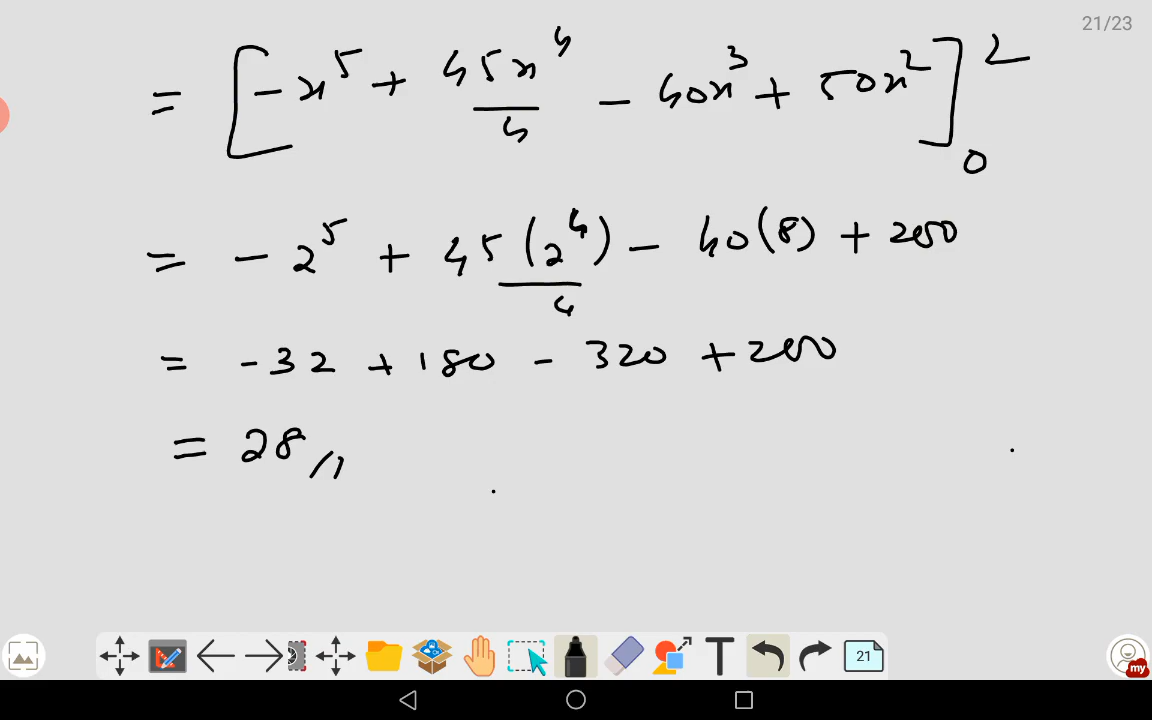 21/23
= [ -x^5 + 45x^4/4 - 40x^3 + 50x^2 ]_0^2
= -2^5 + 45(2^4)/4 - 40(8) + 200
= -32 + 180 - 320 + 200
= 28 //
T
21
my